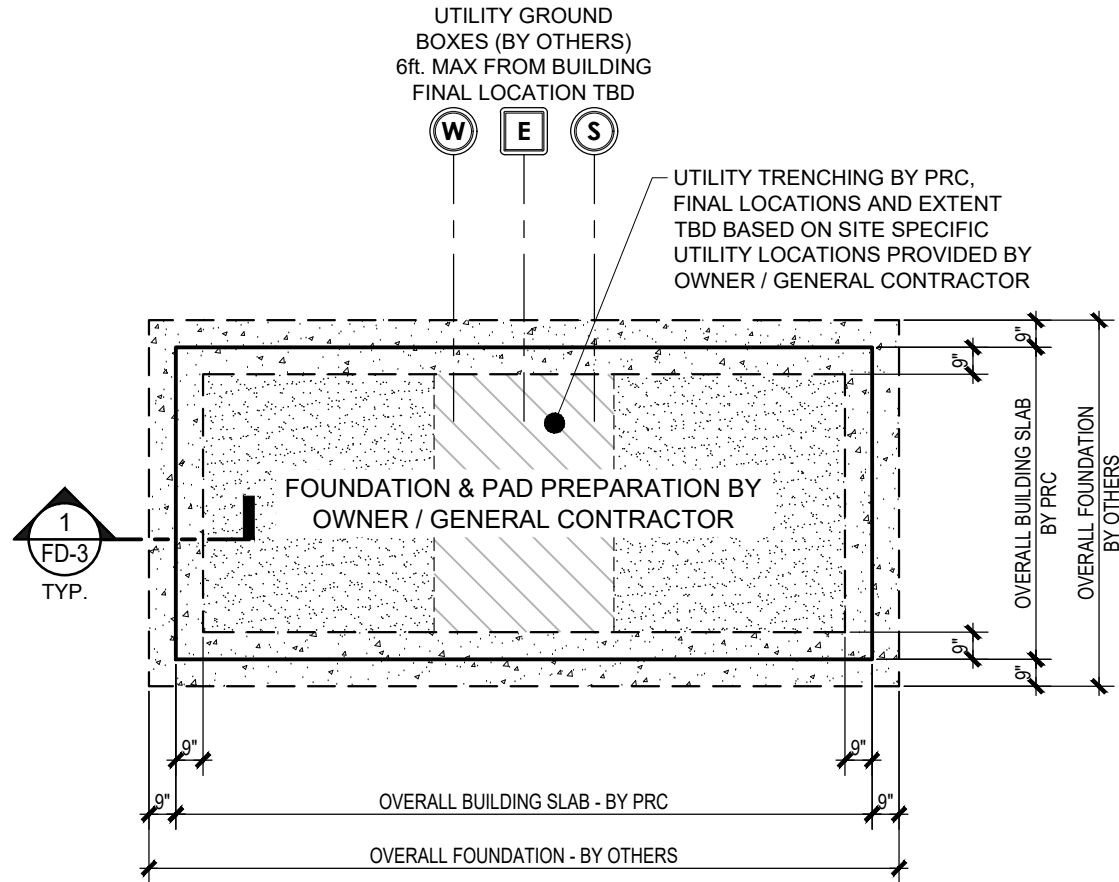 UTILITY GROUND
BOXES (BY OTHERS)
6ft. MAX FROM BUILDING
FINAL LOCATION TBD
W
E
S
UTILITY TRENCHING BY PRC,
FINAL LOCATIONS AND EXTENT
TBD BASED ON SITE SPECIFIC
UTILITY LOCATIONS PROVIDED BY
OWNER / GENERAL CONTRACTOR
9"
9"
FOUNDATION & PAD PREPARATION BY
OWNER / GENERAL CONTRACTOR
1
FD-3
TYP.
OVERALL BUILDING SLAB
BY PRC
OVERALL FOUNDATION
BY OTHERS
9"
9"
9"
9"
9"
OVERALL BUILDING SLAB - BY PRC
9"
OVERALL FOUNDATION - BY OTHERS